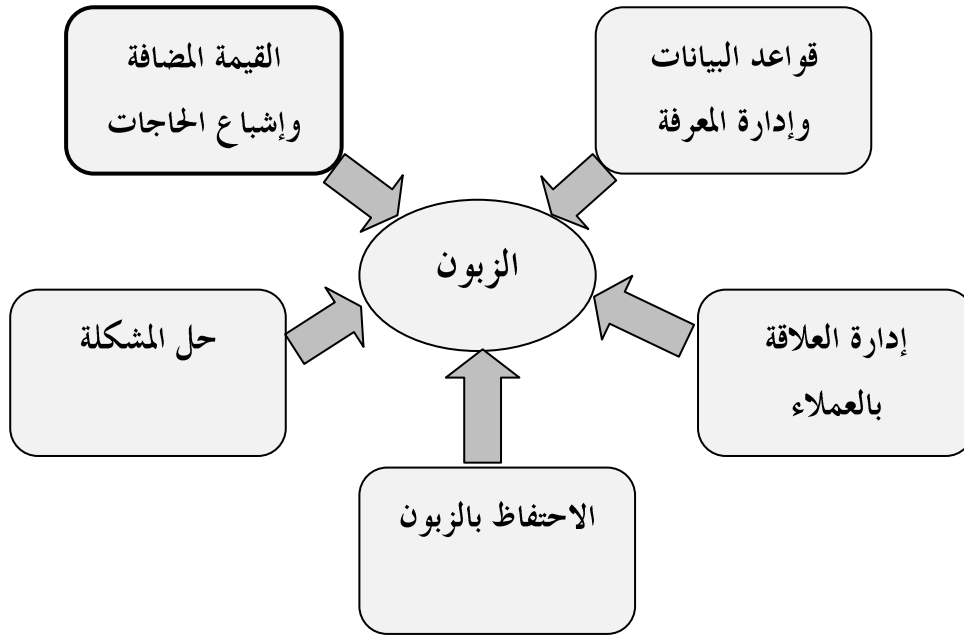 قواعد البيانات
وإدارة المعرفة
القيمة المضافة
وإشباع الحاجات
الزبون
إدارة العلاقة
بالعملاء
حل المشكلة
الاحتفاظ بالزبون